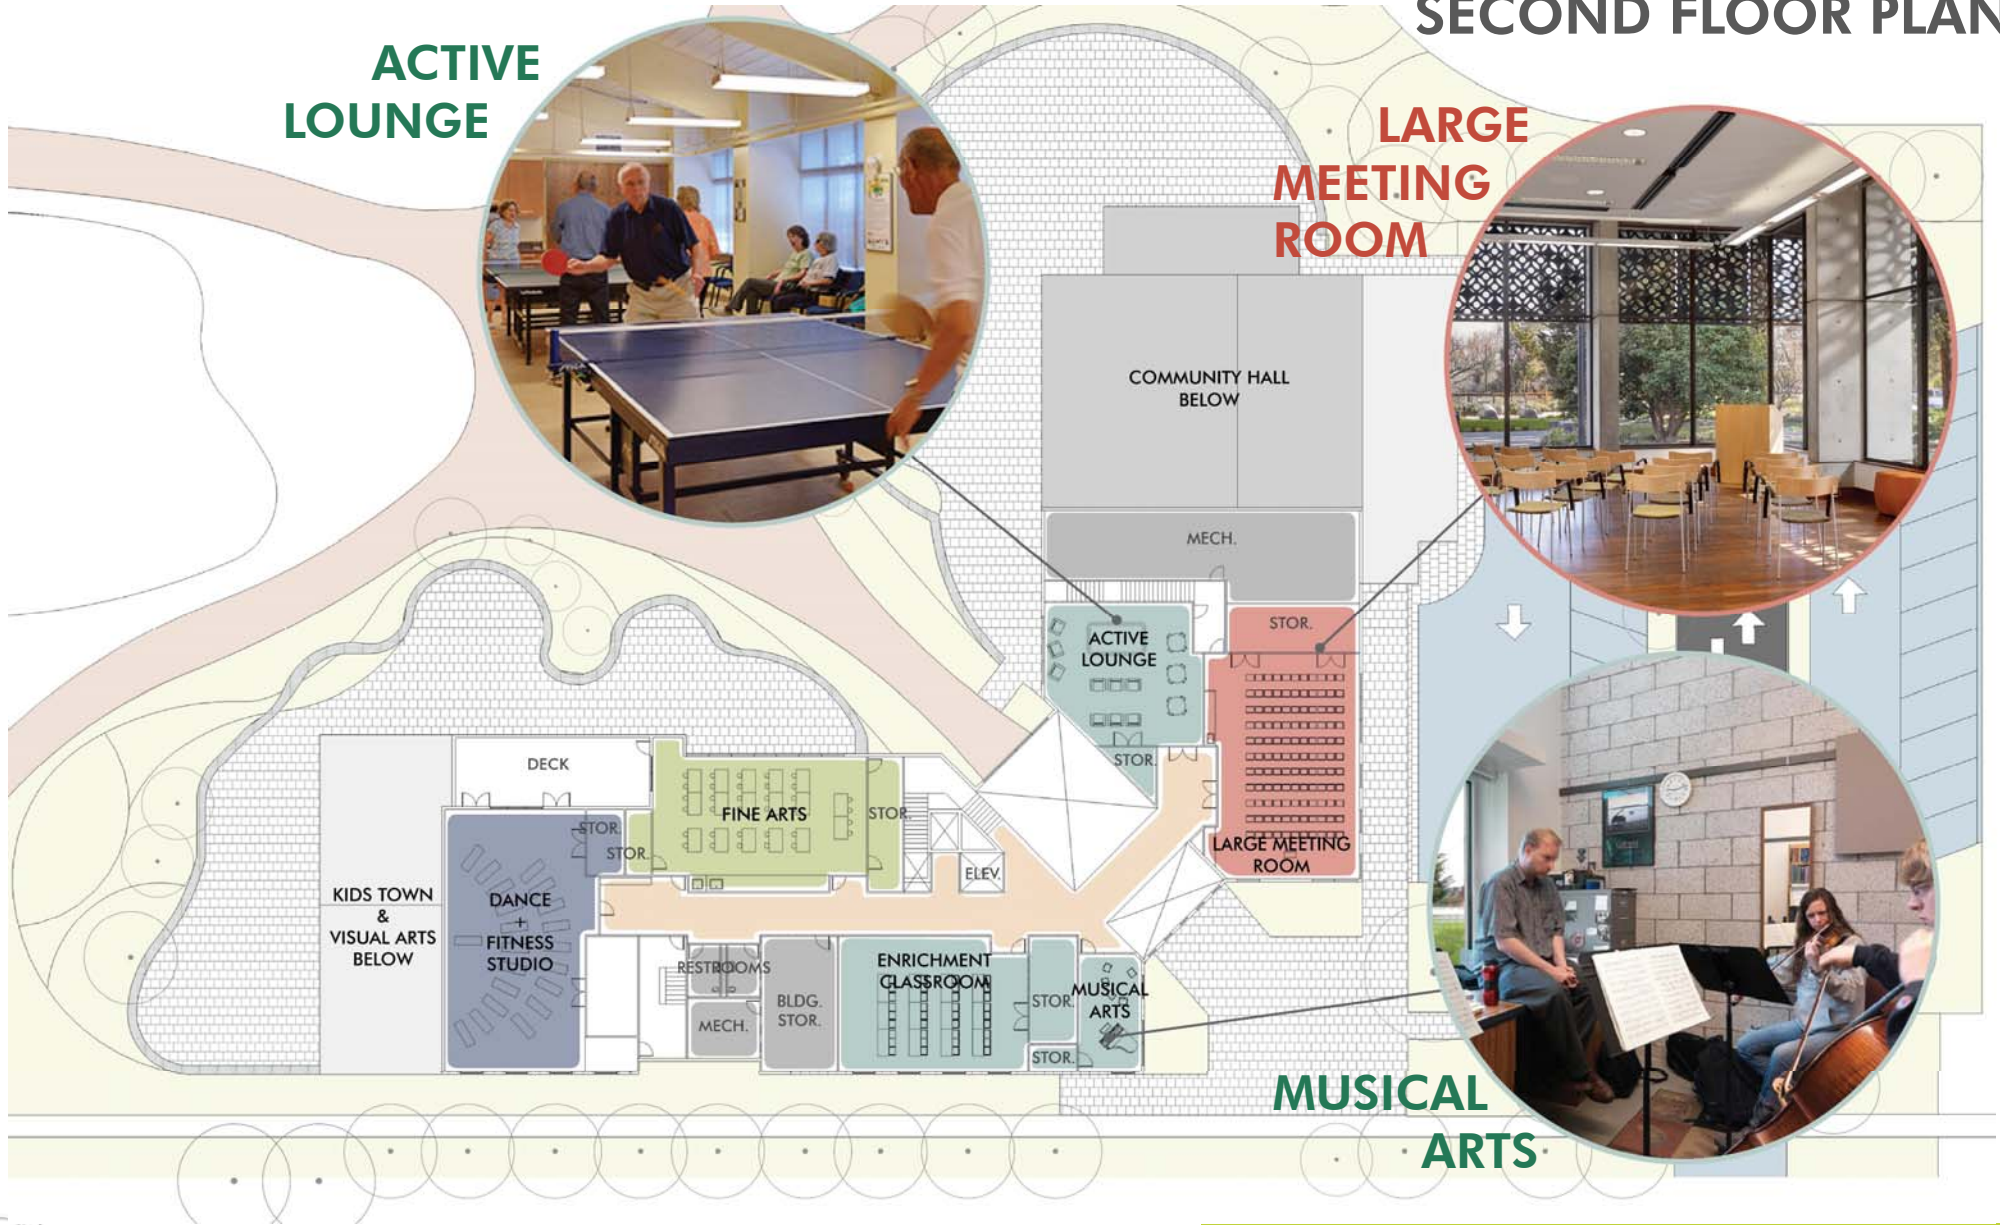 SECOND FLOOR PLAN
ACTIVE
LOUNGE
LARGE
MEETING
ROOM
COMMUNITY HALL
BELOW
MECH.
STOR.
ACTIVE
LOUNGE
STOR.
DECK
FINE ARTS
STOR.
STOR.
STOR.
LARGE MEETING
ROOM
ELEV.
KIDS TOWN
&
VISUAL ARTS
BELOW
DANCE
+
FITNESS
STUDIO
RESTROOMS
MECH.
BLDG.
STOR.
ENRICHMENT
CLASSROOM
STOR.
STOR.
MUSICAL
ARTS
MUSICAL
ARTS